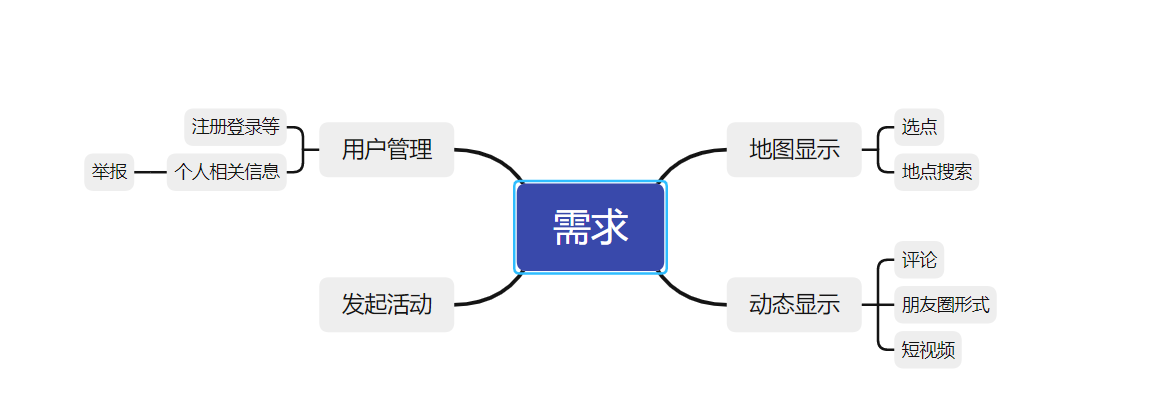 需求
用户管理
注册登录等
个人相关信息
举报
发起活动
地图显示
选点
地点搜索
动态显示
评论
朋友圈形式
短视频